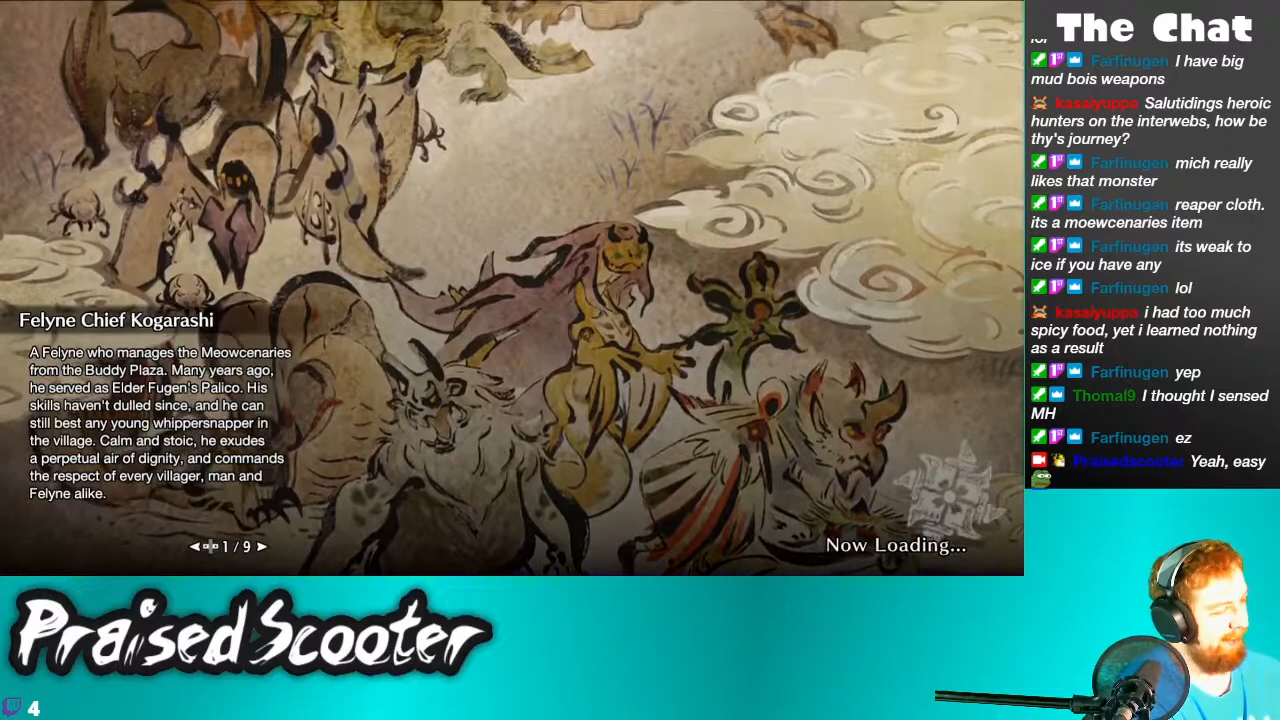 Felyne Chief Kogarashi
A Felyne who manages the Meowcenaries
from the Buddy Plaza. Many years ago,
he served as Elder Fugen's Palico. His
skills haven't dulled since, and he can
still best any young whippersnapper in
the village. Calm and stoic, he exudes
a perpetual air of dignity, and commands
the respect of every villager, man and
Felyne alike.
1 / 9
Now Loading...
The Chat
lol
Farfinugen I have big
mud bois weapons
kasaiyuppa Salutidings heroic
hunters on the interwebs, how be
thy's journey?
Farfinugen mich really
likes that monster
Farfinugen reaper cloth.
its a moewcenaries item
Farfinugen its weak to
ice if you have any
Farfinugen lol
kasaiyuppa i had too much
spicy food, yet i learned nothing
as a result
Farfinugen yep
Thomal9 I thought I sensed
MH
Farfinugen ez
Praisedscooter Yeah, easy
PraisedScooter
4